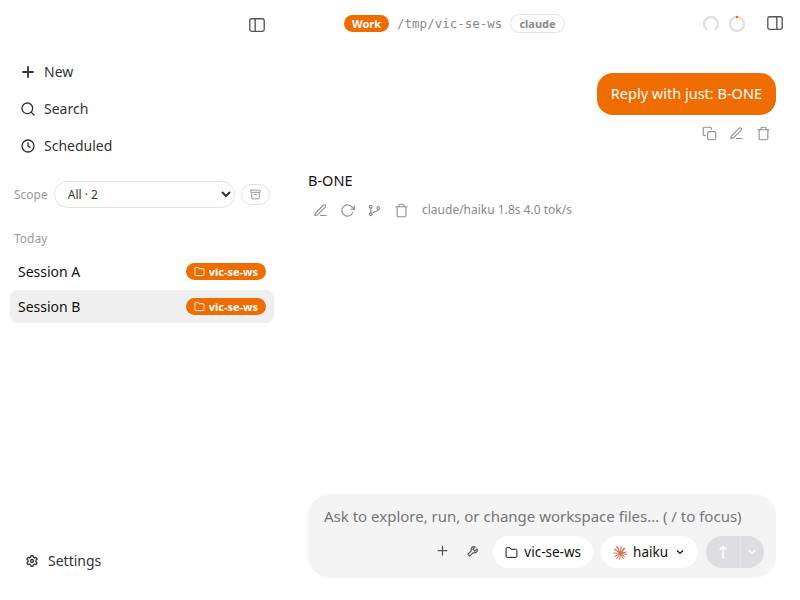 Work /tmp/vic-se-ws claude
New
Search
Scheduled
Scope All · 2
Today
Session A vic-se-ws
Session B vic-se-ws
Settings
Reply with just: B-ONE
B-ONE
claude/haiku 1.8s 4.0 tok/s
Ask to explore, run, or change workspace files... ( / to focus)
vic-se-ws haiku